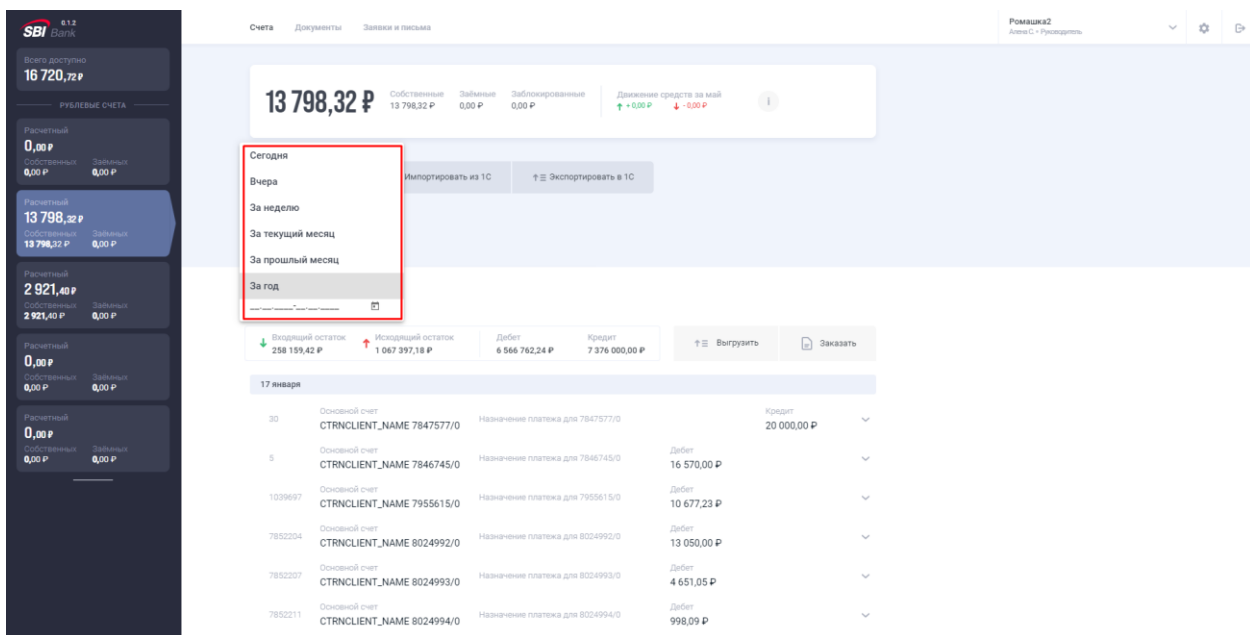 0.1.2
SBI Bank
Всего доступно
16 720,72 ₽
РУБЛЕВЫЕ СЧЕТА
Расчетный
0,00 ₽
Собственных Заёмных
0,00 ₽ 0,00 ₽
Расчетный
13 798,32 ₽
Собственных Заёмных
13 798,32 ₽ 0,00 ₽
Расчетный
2 921,40 ₽
Собственных Заёмных
2 921,40 ₽ 0,00 ₽
Расчетный
0,00 ₽
Собственных Заёмных
0,00 ₽ 0,00 ₽
Расчетный
0,00 ₽
Собственных Заёмных
0,00 ₽ 0,00 ₽
Счета Документы Заявки и письма
Ромашка2
Алена С. • Руководитель
13 798,32 ₽
Собственные Заёмные Заблокированные Движение средств за май
13 798,32 ₽ 0,00 ₽ 0,00 ₽ + 0,00 ₽ - 0,00 ₽
Импортировать из 1С Экспортировать в 1С
Сегодня
Вчера
За неделю
За текущий месяц
За прошлый месяц
За год
__.__.____-__.__.____
Входящий остаток Исходящий остаток Дебет Кредит
258 159,42 ₽ 1 067 397,18 ₽ 6 566 762,24 ₽ 7 376 000,00 ₽
Выгрузить Заказать
17 января
Основной счет Кредит
30 CTRNCLIENT_NAME 7847577/0 Назначение платежа для 7847577/0 20 000,00 ₽
Основной счет Дебет
5 CTRNCLIENT_NAME 7846745/0 Назначение платежа для 7846745/0 16 570,00 ₽
Основной счет Дебет
1039697 CTRNCLIENT_NAME 7955615/0 Назначение платежа для 7955615/0 10 677,23 ₽
Основной счет Дебет
7852204 CTRNCLIENT_NAME 8024992/0 Назначение платежа для 8024992/0 13 050,00 ₽
Основной счет Дебет
7852207 CTRNCLIENT_NAME 8024993/0 Назначение платежа для 8024993/0 4 651,05 ₽
Основной счет Дебет
7852211 CTRNCLIENT_NAME 8024994/0 Назначение платежа для 8024994/0 998,09 ₽